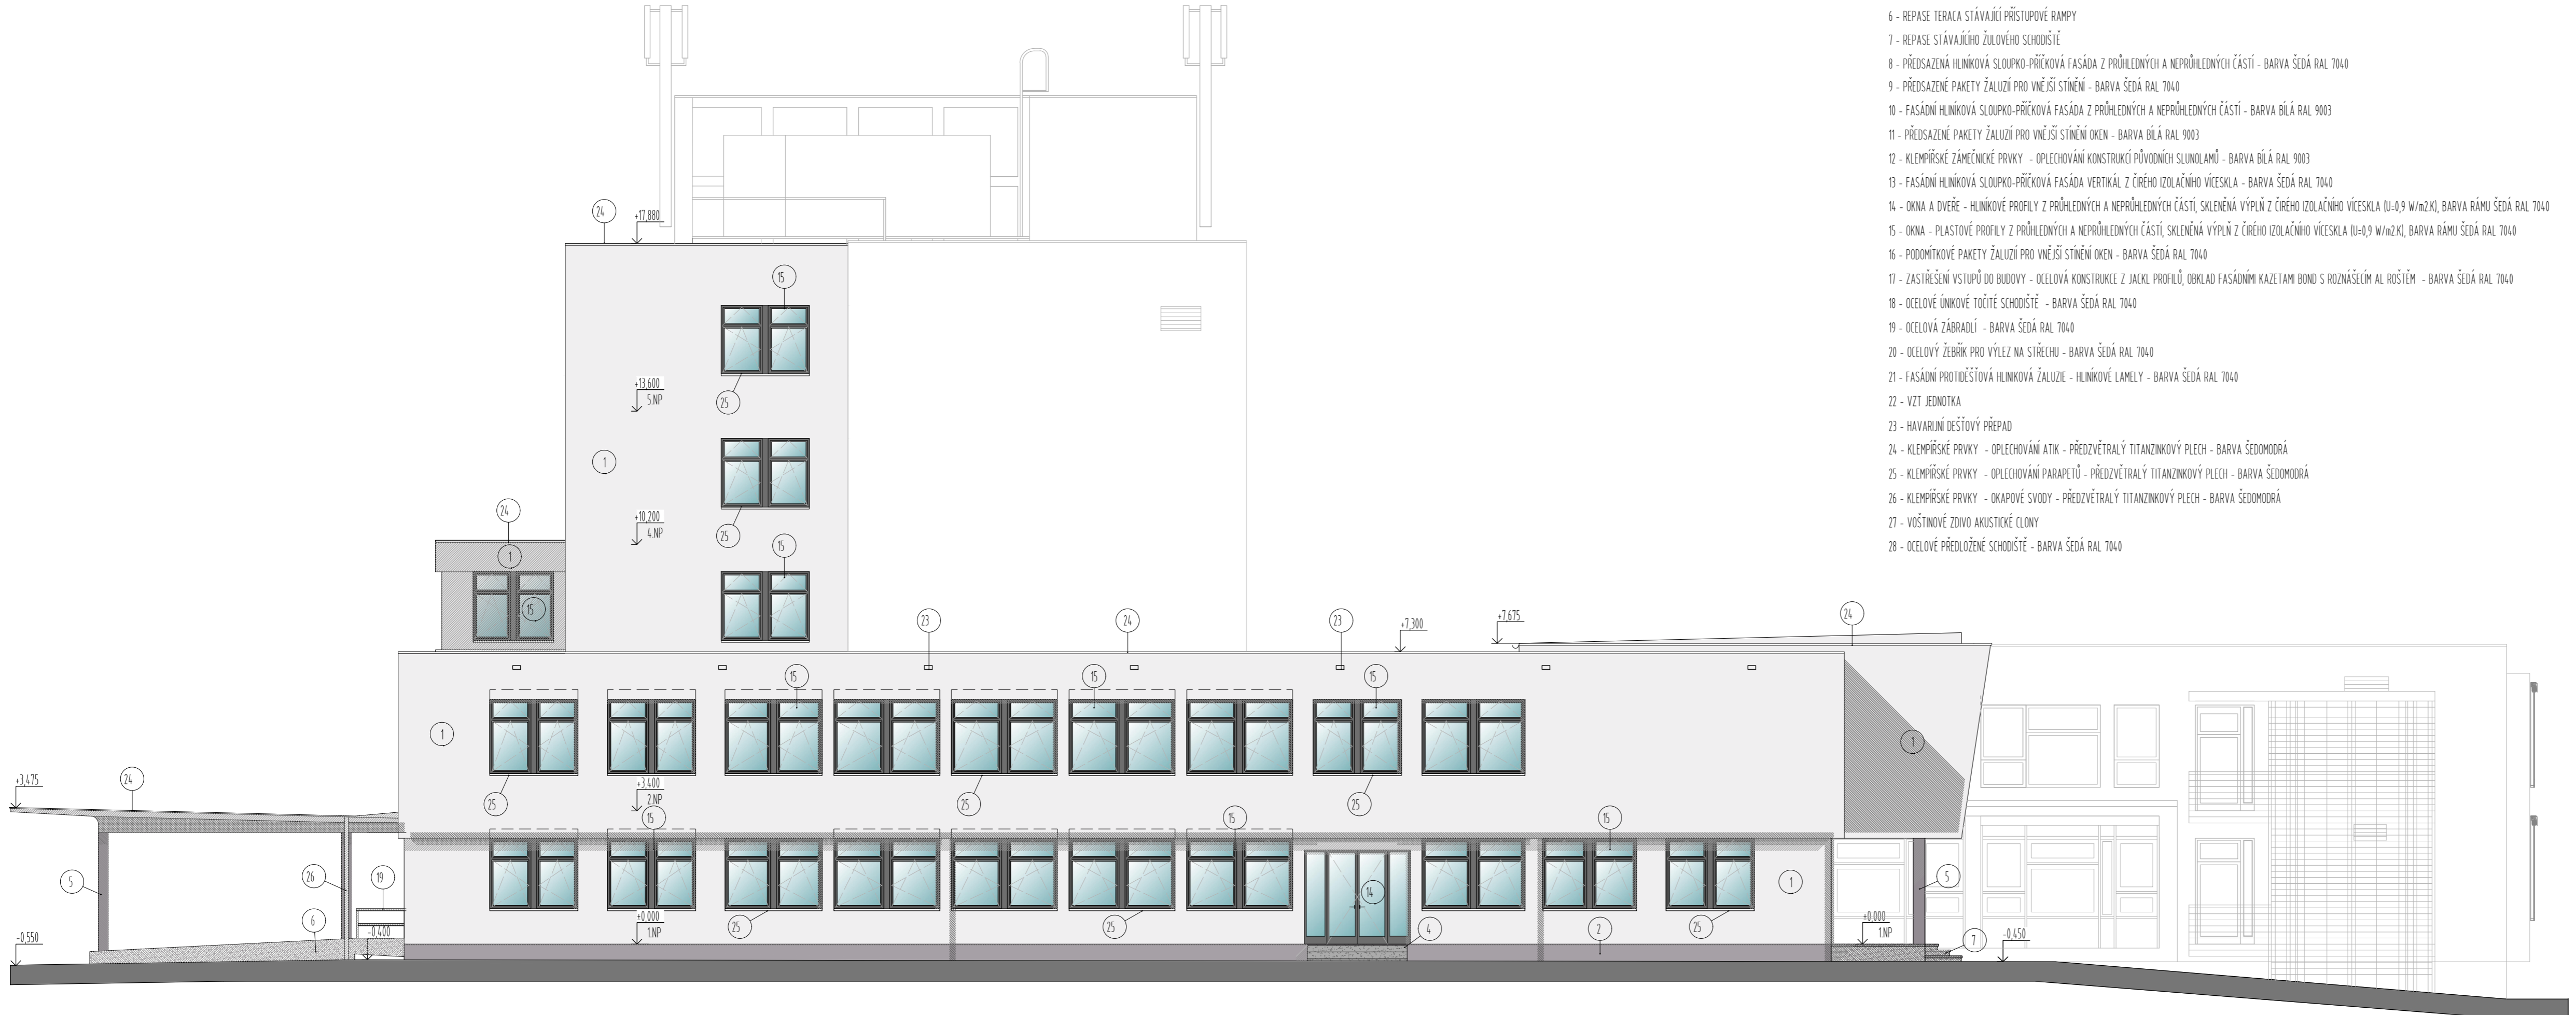 6 - REPASE TERACA STÁVAJÍCÍ PŘÍSTUPOVÉ RAMPY
7 - REPASE STÁVAJÍCÍHO ŽULOVÉHO SCHODIŠTĚ
8 - PŘEDSAZENÁ HLINÍKOVÁ SLOUPKO-PŘÍČKOVÁ FASÁDA Z PRŮHLEDNÝCH A NEPRŮHLEDNÝCH ČÁSTÍ - BARVA ŠEDÁ RAL 7040
9 - PŘEDSAZENÉ PAKETY ŽALUZIÍ PRO VNĚJŠÍ STÍNĚNÍ - BARVA ŠEDÁ RAL 7040
10 - FASÁDNÍ HLINÍKOVÁ SLOUPKO-PŘÍČKOVÁ FASÁDA Z PRŮHLEDNÝCH A NEPRŮHLEDNÝCH ČÁSTÍ - BARVA BÍLÁ RAL 9003
11 - PŘEDSAZENÉ PAKETY ŽALUZIÍ PRO VNĚJŠÍ STÍNĚNÍ OKEN - BARVA BÍLÁ RAL 9003
12 - KLEMPÍŘSKÉ ZÁMEČNICKÉ PRVKY - OPLECHOVÁNÍ KONSTRUKCÍ PŮVODNÍCH SLUNOLAMŮ - BARVA BÍLÁ RAL 9003
13 - FASÁDNÍ HLINÍKOVÁ SLOUPKO-PŘÍČKOVÁ FASÁDA VERTIKÁL Z ČIRÉHO IZOLAČNÍHO VÍCESKLA - BARVA ŠEDÁ RAL 7040
14 - OKNA A DVEŘE - HLINÍKOVÉ PROFILY Z PRŮHLEDNÝCH A NEPRŮHLEDNÝCH ČÁSTÍ, SKLENĚNÁ VÝPLŇ Z ČIRÉHO IZOLAČNÍHO VÍCESKLA (U=0,9 W/m2.K), BARVA RÁMU ŠEDÁ RAL 7040
15 - OKNA - PLASTOVÉ PROFILY Z PRŮHLEDNÝCH A NEPRŮHLEDNÝCH ČÁSTÍ, SKLENĚNÁ VÝPLŇ Z ČIRÉHO IZOLAČNÍHO VÍCESKLA (U=0,9 W/m2.K), BARVA RÁMU ŠEDÁ RAL 7040
16 - PODOMÍTKOVÉ PAKETY ŽALUZIÍ PRO VNĚJŠÍ STÍNĚNÍ OKEN - BARVA ŠEDÁ RAL 7040
17 - ZASTŘEŠENÍ VSTUPŮ DO BUDOVY - OCELOVÁ KONSTRUKCE Z JACKL PROFILŮ, OBKLAD FASÁDNÍMI KAZETAMI BOND S ROZNÁŠECÍM AL ROŠTĚM - BARVA ŠEDÁ RAL 7040
18 - OCELOVÉ ÚNIKOVÉ TOČITÉ SCHODIŠTĚ - BARVA ŠEDÁ RAL 7040
19 - OCELOVÁ ZÁBRADLÍ - BARVA ŠEDÁ RAL 7040
20 - OCELOVÝ ŽEBŘÍK PRO VÝLEZ NA STŘECHU - BARVA ŠEDÁ RAL 7040
21 - FASÁDNÍ PROTIDĚŠŤOVÁ HLINIKOVÁ ŽALUZIE - HLINÍKOVÉ LAMELY - BARVA ŠEDÁ RAL 7040
22 - VZT JEDNOTKA
23 - HAVARIJNÍ DEŠŤOVÝ PŘEPAD
24 - KLEMPÍŘSKÉ PRVKY - OPLECHOVÁNÍ ATIK - PŘEDZVĚTRALÝ TITANZINKOVÝ PLECH - BARVA ŠEDOMODRÁ
25 - KLEMPÍŘSKÉ PRVKY - OPLECHOVÁNÍ PARAPETŮ - PŘEDZVĚTRALÝ TITANZINKOVÝ PLECH - BARVA ŠEDOMODRÁ
26 - KLEMPÍŘSKÉ PRVKY - OKAPOVÉ SVODY - PŘEDZVĚTRALÝ TITANZINKOVÝ PLECH - BARVA ŠEDOMODRÁ
27 - VOŠTINOVÉ ZDIVO AKUSTICKÉ CLONY
28 - OCELOVÉ PŘEDLOŽENÉ SCHODIŠTĚ - BARVA ŠEDÁ RAL 7040
24
+17,880
15
+13,600
5.NP
25
1
24
+10,200
4.NP
25
1
15
15
23
24
23
+7,300
+7,675
24
15
15
15
1
1
+3,475
24
+3,400
2.NP
25
25
25
15
15
15
5
26
19
14
1
5
6
±0,000
1.NP
25
25
4
2
25
±0,000
1.NP
7
-0,550
-0,400
-0,450